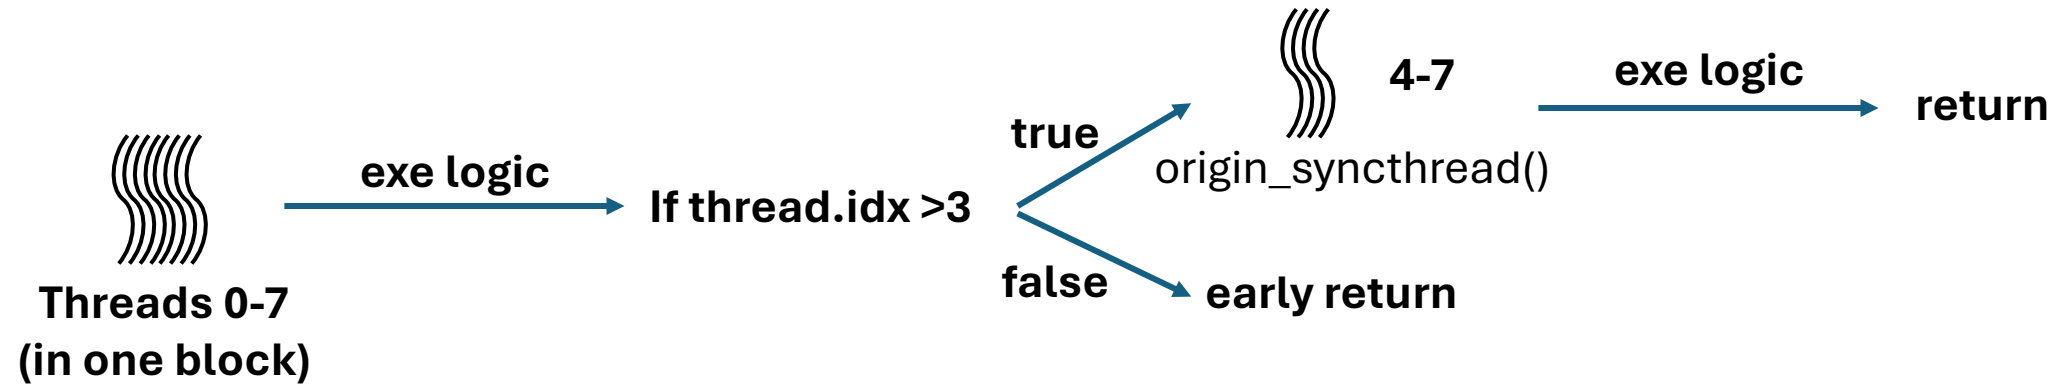 Threads 0-7
(in one block)
exe logic
If thread.idx >3
true
false
4-7
origin_syncthread()
early return
exe logic
return